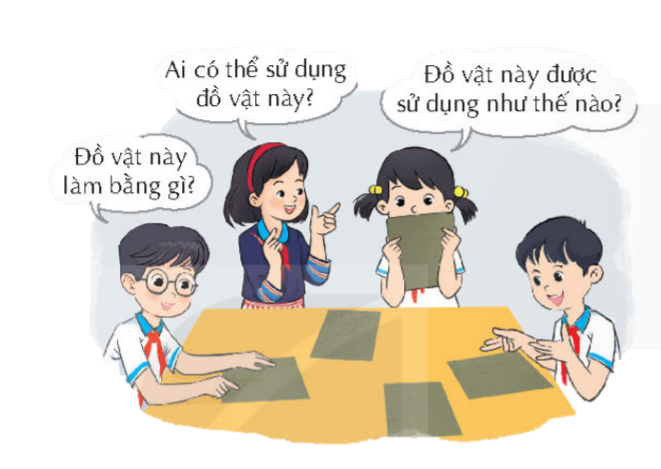 Ai có thể sử dụng
đồ vật này?
Đồ vật này được
sử dụng như thế nào?
Đồ vật này
làm bằng gì?